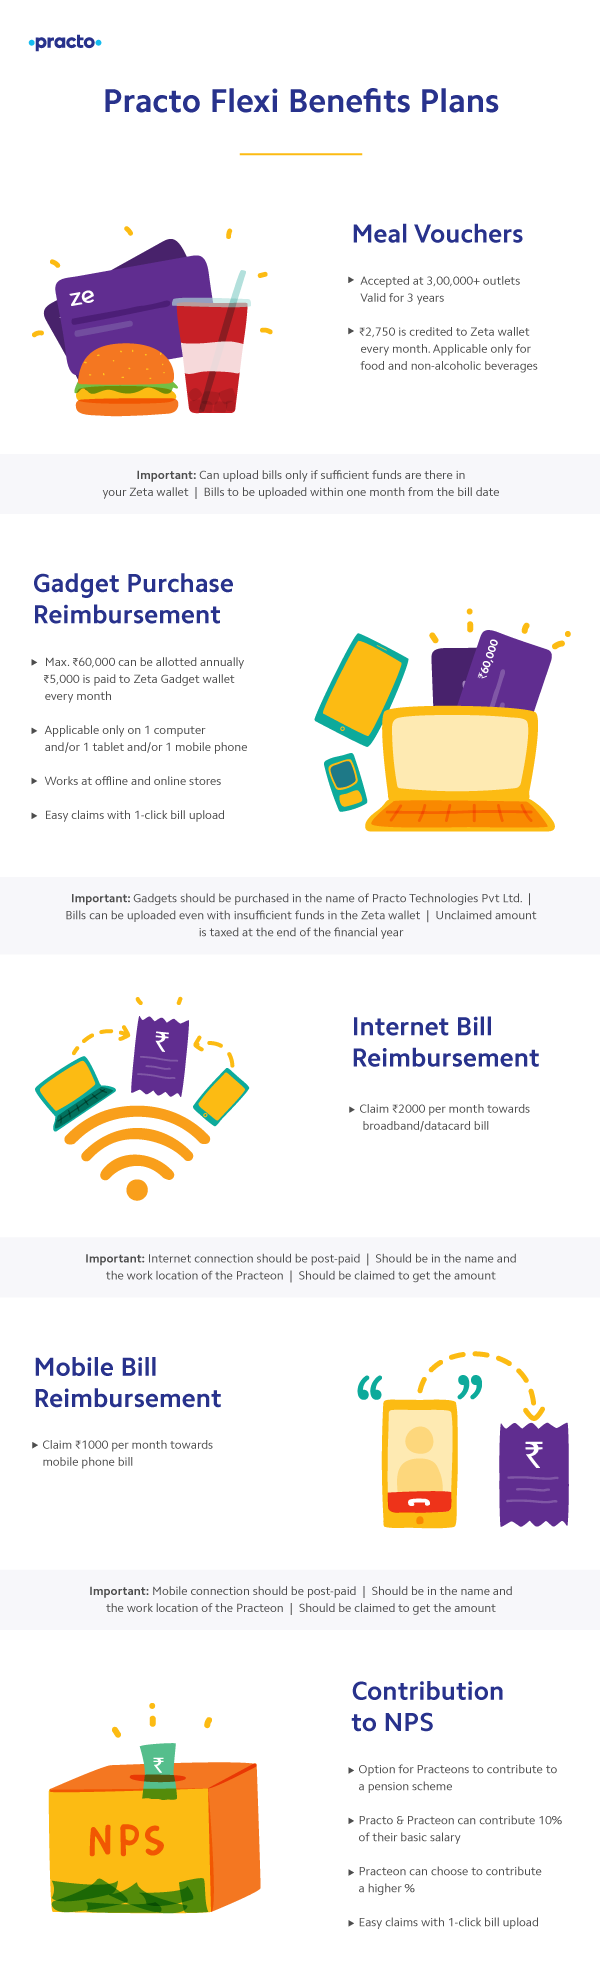 practo
Practo Flexi Benefits Plans
ze
Meal Vouchers
Accepted at 3,00,000+ outlets
Valid for 3 years
₹2,750 is credited to Zeta wallet
every month. Applicable only for
food and non-alcoholic beverages
Important: Can upload bills only if sufficient funds are there in
your Zeta wallet | Bills to be uploaded within one month from the bill date
Gadget Purchase
Reimbursement
Max. ₹60,000 can be allotted annually
₹5,000 is paid to Zeta Gadget wallet
every month
Applicable only on 1 computer
and/or 1 tablet and/or 1 mobile phone
Works at offline and online stores
Easy claims with 1-click bill upload
₹60,000
Important: Gadgets should be purchased in the name of Practo Technologies Pvt Ltd. |
Bills can be uploaded even with insufficient funds in the Zeta wallet | Unclaimed amount
is taxed at the end of the financial year
₹
Internet Bill
Reimbursement
Claim ₹2000 per month towards
broadband/datacard bill
Important: Internet connection should be post-paid | Should be in the name and
the work location of the Practeon | Should be claimed to get the amount
Mobile Bill
Reimbursement
Claim ₹1000 per month towards
mobile phone bill
“ ”
₹
Important: Mobile connection should be post-paid | Should be in the name and
the work location of the Practeon | Should be claimed to get the amount
₹
NPS
Contribution
to NPS
Option for Practeons to contribute to
a pension scheme
Practo & Practeon can contribute 10%
of their basic salary
Practeon can choose to contribute
a higher %
Easy claims with 1-click bill upload